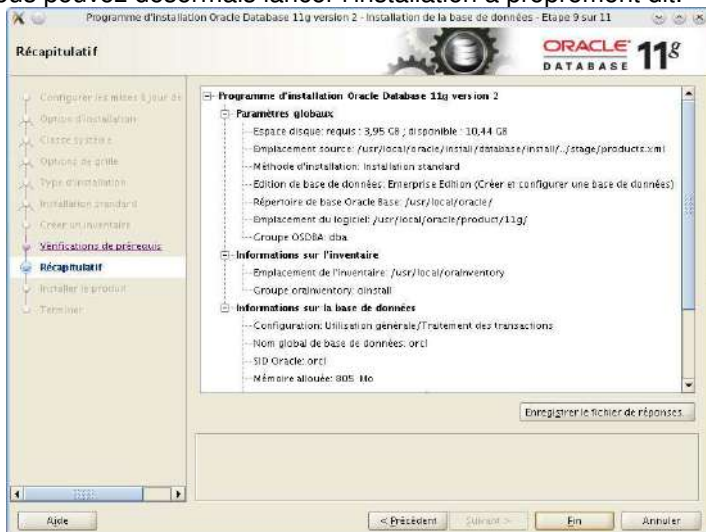 ous pouvez désormais lancer l'installation à proprement dit.
Programme d'installation Oracle Database 11g version 2 - Installation de la base de données - Etape 9 sur 11
Récapitulatif
ORACLE
DATABASE 11g
Configurer les mises à jour de
Option d'installation
Classe système
Options de grille
Type d'installation
Installation standard
Créer un inventaire
Vérifications de prérequis
Récapitulatif
Installer le produit
Terminer
Programme d'installation Oracle Database 11g version 2
Paramètres globaux
Espace disque: requis : 3,95 GB ; disponible : 10,44 GB
Emplacement source: /usr/local/oracle/install/database/install/../stage/products.xml
Méthode d'installation: Installation standard
Edition de base de données: Enterprise Edition (Créer et configurer une base de données)
Répertoire de base Oracle Base: /usr/local/oracle/
Emplacement du logiciel: /usr/local/oracle/product/11g/
Groupe OSDBA: dba
Informations sur l'inventaire
Emplacement de l'inventaire: /usr/local/orainventory
Groupe orainventory: oinstall
Informations sur la base de données
Configuration: Utilisation générale/Traitement des transactions
Nom global de base de données: orcl
SID Oracle: orcl
Mémoire allouée: 805 Mo
Enregistrer le fichier de réponses...
Aide
< Précédent
Suivant >
Fin
Annuler